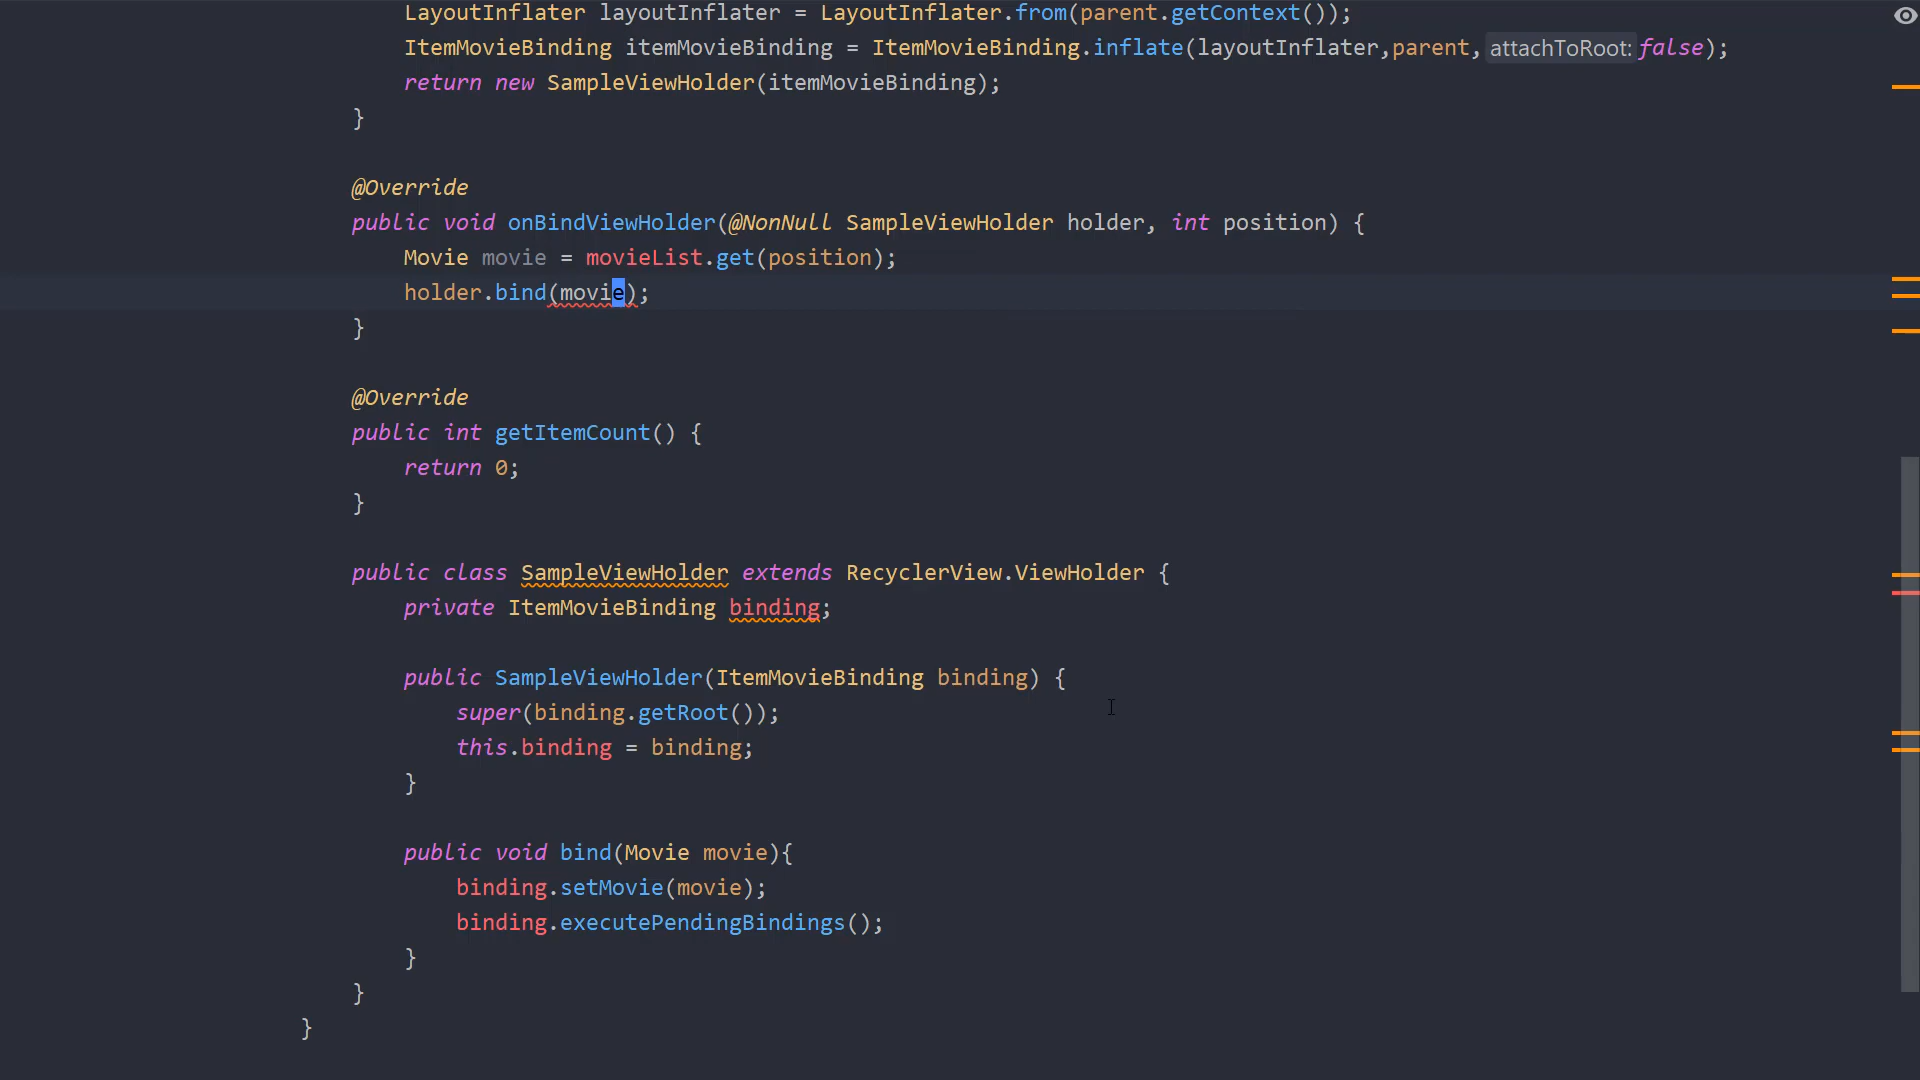 LayoutInflater layoutInflater = LayoutInflater.from(parent.getContext());
ItemMovieBinding itemMovieBinding = ItemMovieBinding.inflate(layoutInflater,parent, attachToRoot: false);
return new SampleViewHolder(itemMovieBinding);
}
@Override
public void onBindViewHolder(@NonNull SampleViewHolder holder, int position) {
Movie movie = movieList.get(position);
holder.bind(movie);
}
@Override
public int getItemCount() {
return 0;
}
public class SampleViewHolder extends RecyclerView.ViewHolder {
private ItemMovieBinding binding;
public SampleViewHolder(ItemMovieBinding binding) {
super(binding.getRoot());
this.binding = binding;
}
public void bind(Movie movie){
binding.setMovie(movie);
binding.executePendingBindings();
}
}
}